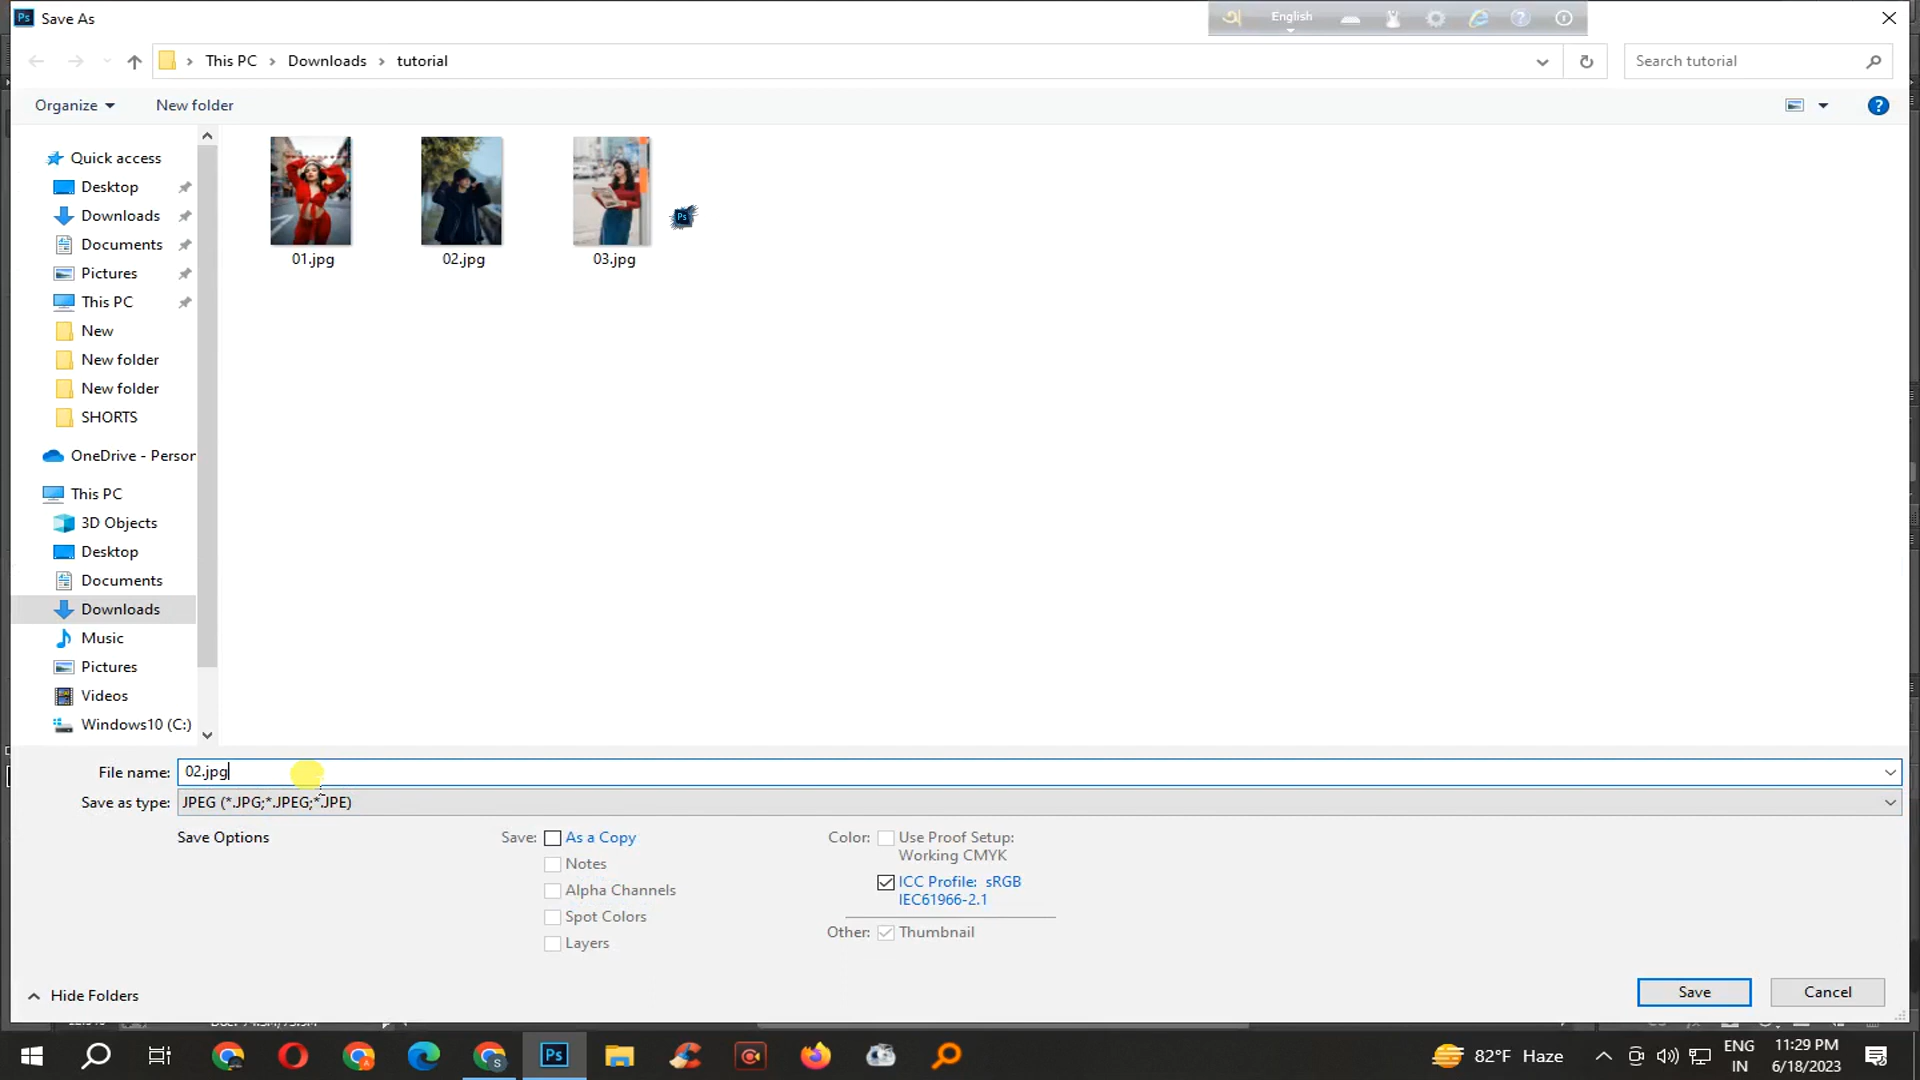 Save As
English
This PC
Downloads
tutorial
Search tutorial
Organize
New folder
Quick access
Desktop
Downloads
Documents
Pictures
This PC
New
New folder
New folder
SHORTS
OneDrive - Person
This PC
3D Objects
Desktop
Documents
Downloads
Music
Pictures
Videos
Windows10 (C:)
01.jpg
02.jpg
03.jpg
Ps
File name: 02.jpg
Save as type: JPEG (*.JPG;*.JPEG;*.JPE)
Save Options
Save: As a Copy
Notes
Alpha Channels
Spot Colors
Layers
Color: Use Proof Setup:
Working CMYK
ICC Profile: sRGB
IEC61966-2.1
Other: Thumbnail
Hide Folders
Save
Cancel
Ps
82°F Haze
ENG
IN
11:29 PM
6/18/2023